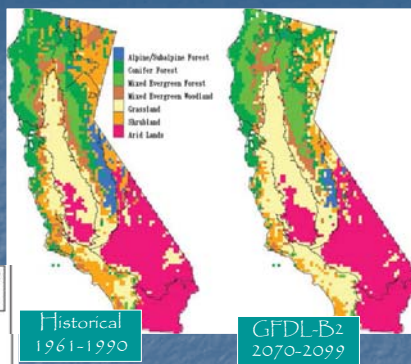 Alpine/Subalpine Forest
Conifer Forest
Mixed Evergreen Forest
Mixed Evergreen Woodland
Grassland
Shrubland
Arid Lands
Historical
1961-1990
GFDL-B2
2070-2099